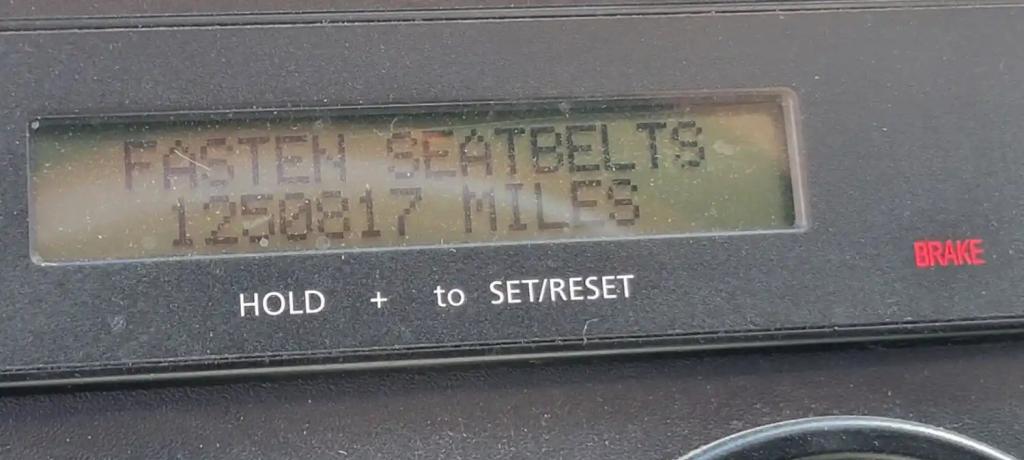 FASTEN SEATBELTS
1250817 MILES
BRAKE
HOLD + to SET/RESET